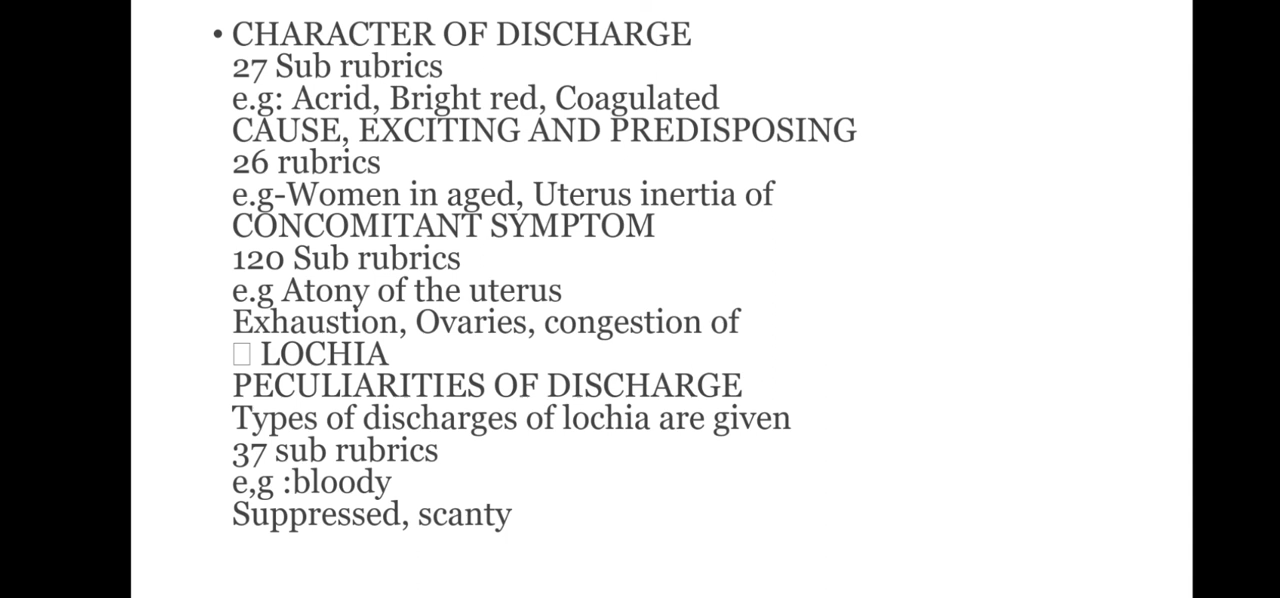 • CHARACTER OF DISCHARGE
27 Sub rubrics
e.g: Acrid, Bright red, Coagulated
CAUSE, EXCITING AND PREDISPOSING
26 rubrics
e.g-Women in aged, Uterus inertia of
CONCOMITANT SYMPTOM
120 Sub rubrics
e.g Atony of the uterus
Exhaustion, Ovaries, congestion of
□ LOCHIA
PECULIARITIES OF DISCHARGE
Types of discharges of lochia are given
37 sub rubrics
e,g :bloody
Suppressed, scanty